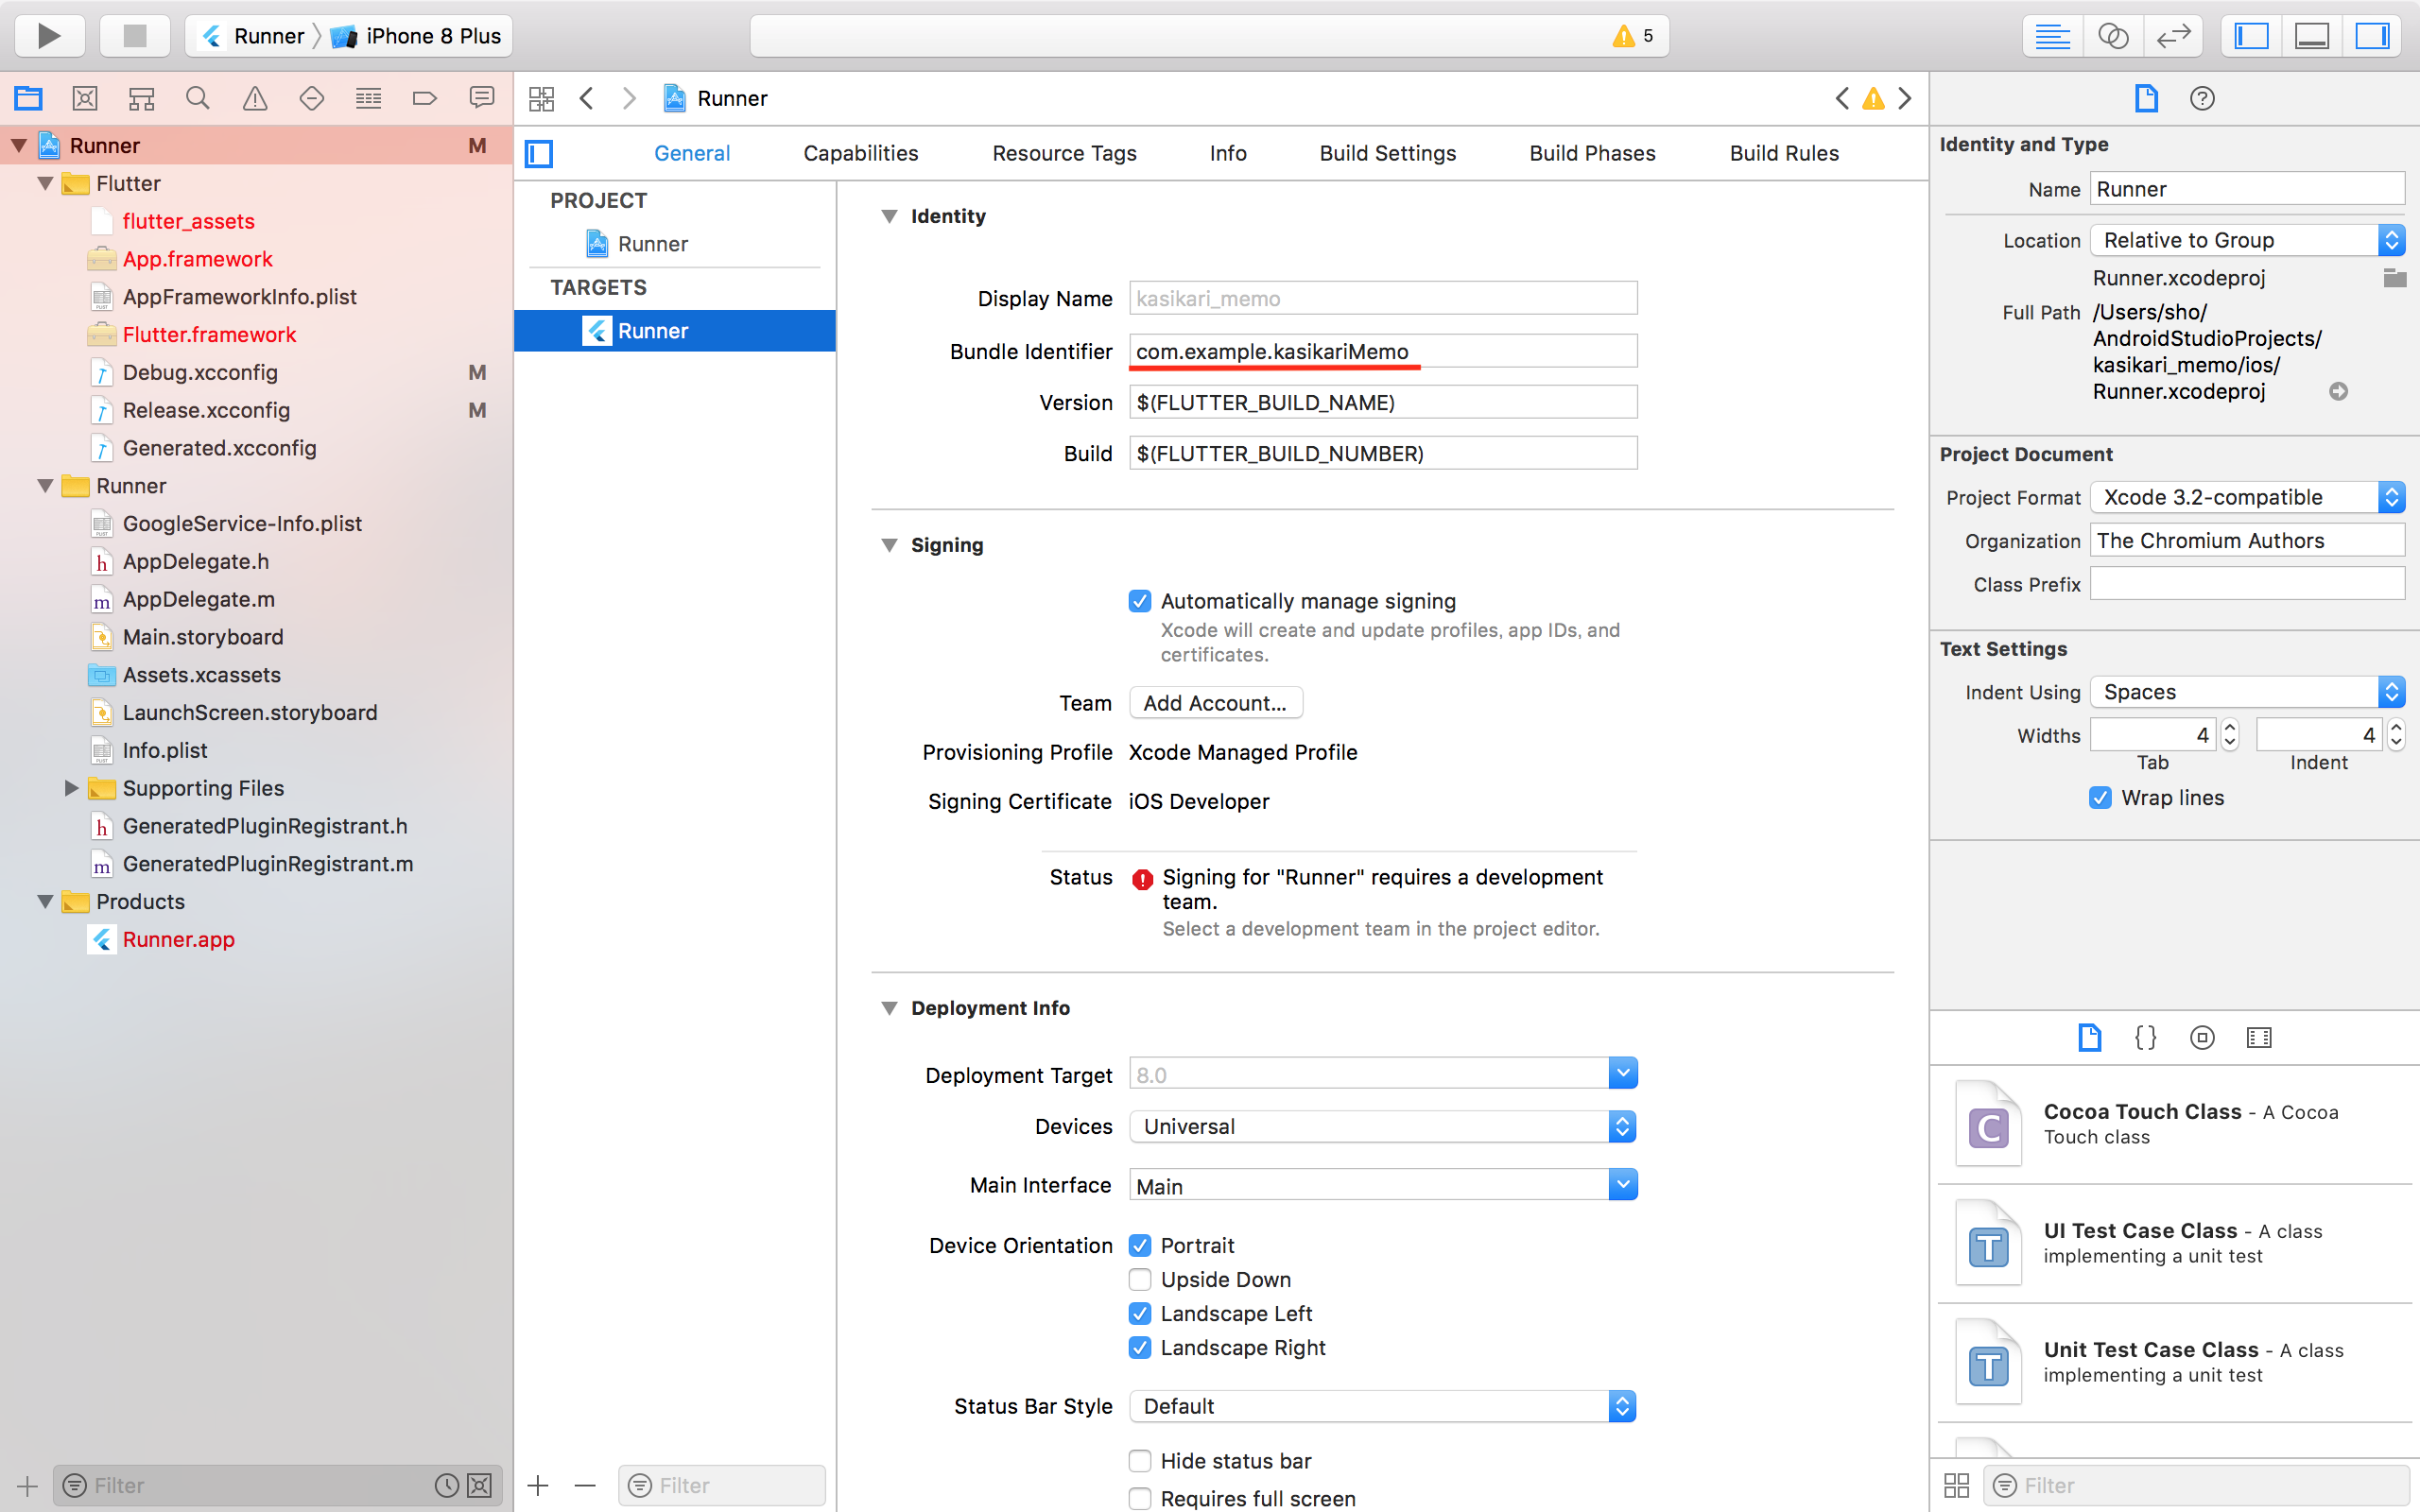 Runner
iPhone 8 Plus
5
Runner
M
Flutter
flutter_assets
App.framework
AppFrameworkInfo.plist
Flutter.framework
Debug.xcconfig
M
Release.xcconfig
M
Generated.xcconfig
Runner
GoogleService-Info.plist
AppDelegate.h
AppDelegate.m
Main.storyboard
Assets.xcassets
LaunchScreen.storyboard
Info.plist
Supporting Files
GeneratedPluginRegistrant.h
GeneratedPluginRegistrant.m
Products
Runner.app
Filter
Runner
General
Capabilities
Resource Tags
Info
Build Settings
Build Phases
Build Rules
PROJECT
Runner
TARGETS
Runner
Filter
Identity
Display Name kasikari_memo
Bundle Identifier com.example.kasikariMemo
Version $(FLUTTER_BUILD_NAME)
Build $(FLUTTER_BUILD_NUMBER)
Signing
Automatically manage signing
Xcode will create and update profiles, app IDs, and
certificates.
Team Add Account...
Provisioning Profile Xcode Managed Profile
Signing Certificate iOS Developer
Status Signing for "Runner" requires a development
team.
Select a development team in the project editor.
Deployment Info
Deployment Target 8.0
Devices Universal
Main Interface Main
Device Orientation Portrait
Upside Down
Landscape Left
Landscape Right
Status Bar Style Default
Hide status bar
Requires full screen
Identity and Type
Name Runner
Location Relative to Group
Runner.xcodeproj
Full Path /Users/sho/
AndroidStudioProjects/
kasikari_memo/ios/
Runner.xcodeproj
Project Document
Project Format Xcode 3.2-compatible
Organization The Chromium Authors
Class Prefix
Text Settings
Indent Using Spaces
Widths 4 4
Tab Indent
Wrap lines
{}
C
Cocoa Touch Class - A Cocoa
Touch class
T
UI Test Case Class - A class
implementing a unit test
T
Unit Test Case Class - A class
implementing a unit test
Filter